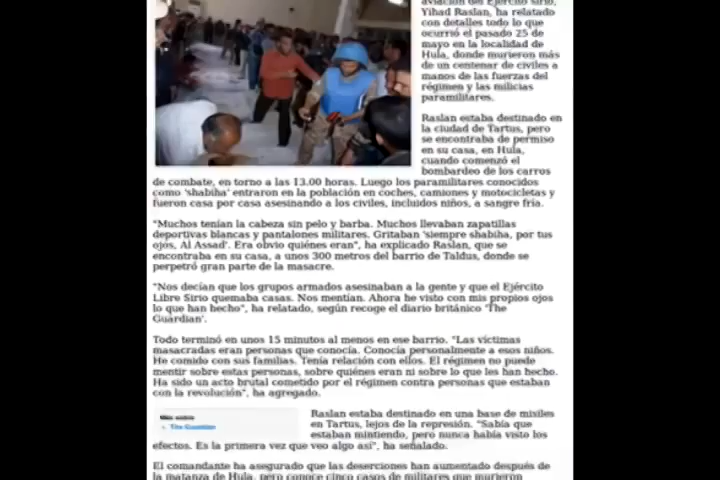 aviación del Ejército sirio,
Yihad Raslan, ha relatado
con detalles todo lo que
ocurrió el pasado 25 de
mayo en la localidad de
Hula, donde murieron más
de un centenar de civiles a
manos de las fuerzas del
régimen y las milicias
paramilitares.
Raslan estaba destinado en
la ciudad de Tartus, pero
se encontraba de permiso
en su casa, en Hula,
cuando comenzó el
bombardeo de los carros
de combate, en torno a las 13.00 horas. Luego los paramilitares conocidos
como 'shabiha' entraron en la población en coches, camiones y motocicletas y
fueron casa por casa asesinando a los civiles, incluidos niños, a sangre fría.
"Muchos tenían la cabeza sin pelo y barba. Muchos llevaban zapatillas
deportivas blancas y pantalones militares. Gritaban 'siempre shabiha, por tus
ojos, Al Assad'. Era obvio quiénes eran", ha explicado Raslan, que se
encontraba en su casa, a unos 300 metros del barrio de Taldus, donde se
perpetró gran parte de la masacre.
"Nos decían que los grupos armados asesinaban a la gente y que el Ejército
Libre Sirio quemaba casas. Nos mentían. Ahora he visto con mis propios ojos
lo que han hecho", ha relatado, según recoge el diario británico 'The
Guardian'.
Todo terminó en unos 15 minutos al menos en ese barrio. "Las víctimas
masacradas eran personas que conocía. Conocía personalmente a esos niños.
He comido con sus familias. Tenía relación con ellos. El régimen no puede
mentir sobre estas personas, sobre quiénes eran ni sobre lo que les han hecho.
Ha sido un acto brutal cometido por el régimen contra personas que estaban
con la revolución", ha agregado.
The Guardian
Raslan estaba destinado en una base de misiles
en Tartus, lejos de la represión. "Sabía que
estaban mintiendo, pero nunca había visto los
efectos. Es la primera vez que veo algo así", ha señalado.
El comandante ha asegurado que las deserciones han aumentado después de
la matanza de Hula, pero conoce cinco casos de militares que murieron